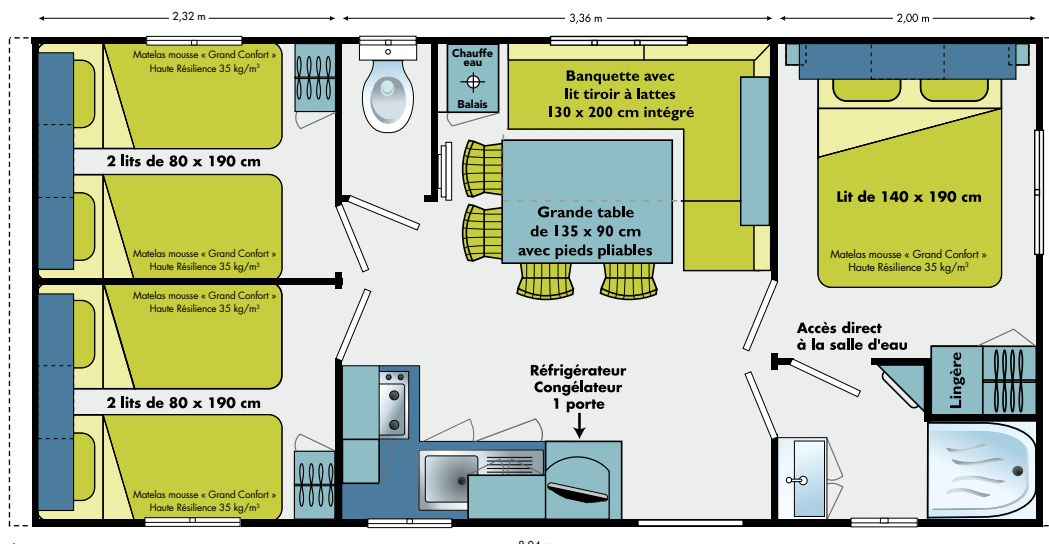 2,32 m
3,36 m
2,00 m
Matelas mousse « Grand Confort »
Haute Résilience 35 kg/m³
2 lits de 80 x 190 cm
Matelas mousse « Grand Confort »
Haute Résilience 35 kg/m³
Chauffe
eau
Balais
Banquette avec
lit tiroir à lattes
130 x 200 cm intégré
Grande table
de 135 x 90 cm
avec pieds pliables
Lit de 140 x 190 cm
Matelas mousse « Grand Confort »
Haute Résilience 35 kg/m³
Matelas mousse « Grand Confort »
Haute Résilience 35 kg/m³
2 lits de 80 x 190 cm
Matelas mousse « Grand Confort »
Haute Résilience 35 kg/m³
Réfrigérateur
Congélateur
1 porte
Accès direct
à la salle d'eau
Lingère